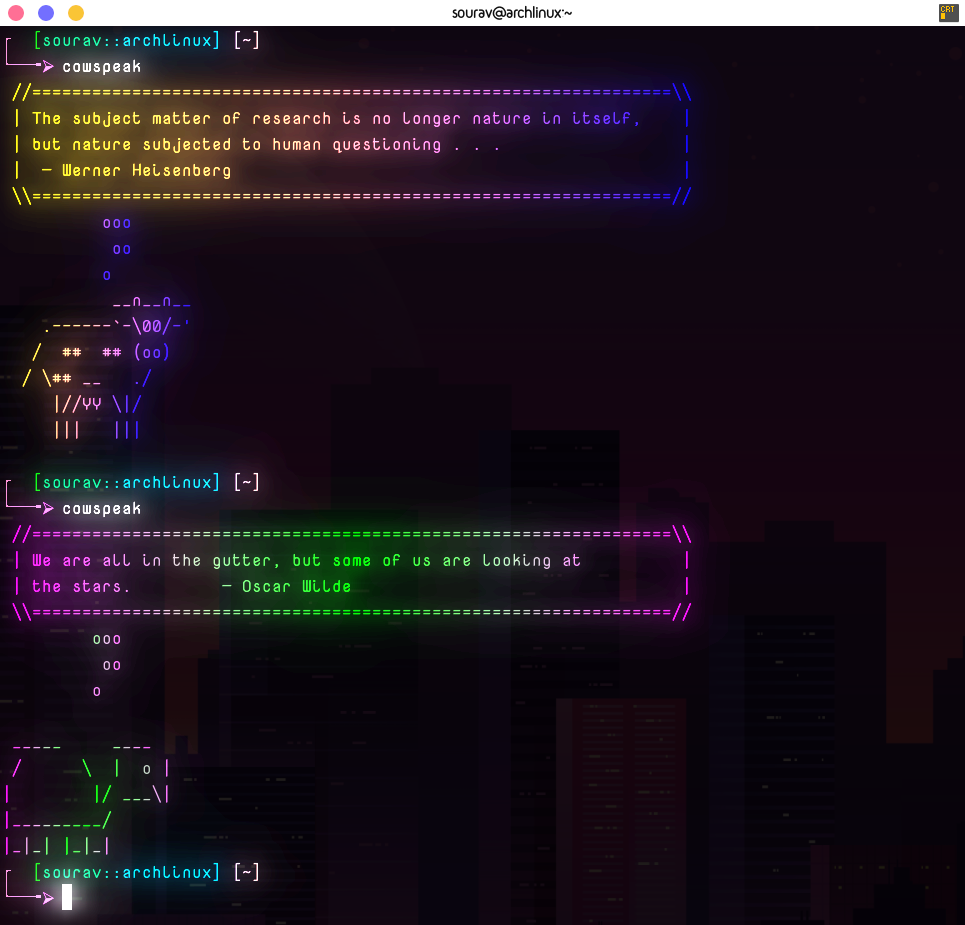 sourav@archlinux:~
CRT
[sourav::archlinux] [~]
cowspeak
//================================================================\\
| The subject matter of research is no longer nature in itself,    |
| but nature subjected to human questioning . . .                  |
|  — Werner Heisenberg                                             |
\\================================================================//
         ooo
          oo
         o
          __∩__∩__
   .------`-\00/-'
  /  ##  ## (oo)
 / \## __   ./
    |//YY \|/
    |||   |||
[sourav::archlinux] [~]
cowspeak
//================================================================\\
| We are all in the gutter, but some of us are looking at          |
| the stars.         — Oscar Wilde                                 |
\\================================================================//
        ooo
         oo
        o
 -----     ----
/      \  |  o |
|        |/ ___\|
|_________/
|_|_| |_|_|
[sourav::archlinux] [~]